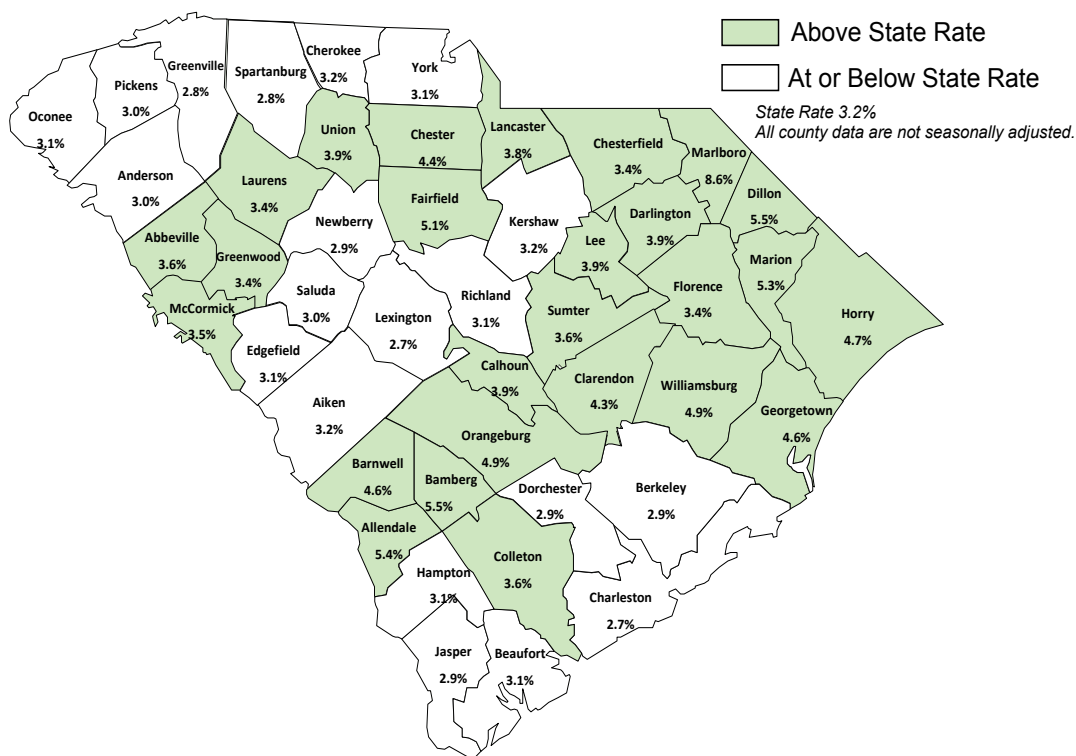 Above State Rate
At or Below State Rate
State Rate 3.2%
All county data are not seasonally adjusted.
Cherokee
3.2%
York
3.1%
Greenville
2.8%
Spartanburg
2.8%
Pickens
3.0%
Oconee
3.1%
Union
3.9%
Chester
4.4%
Lancaster
3.8%
Chesterfield
3.4%
Marlboro
8.6%
Anderson
3.0%
Laurens
3.4%
Dillon
5.5%
Fairfield
5.1%
Newberry
2.9%
Kershaw
3.2%
Darlington
3.9%
Abbeville
3.6%
Greenwood
3.4%
Lee
3.9%
Marion
5.3%
Saluda
3.0%
Richland
3.1%
Florence
3.4%
McCormick
3.5%
Lexington
2.7%
Sumter
3.6%
Horry
4.7%
Edgefield
3.1%
Calhoun
3.9%
Clarendon
4.3%
Williamsburg
4.9%
Aiken
3.2%
Georgetown
4.6%
Orangeburg
4.9%
Barnwell
4.6%
Bamberg
5.5%
Dorchester
2.9%
Berkeley
2.9%
Allendale
5.4%
Colleton
3.6%
Hampton
3.1%
Charleston
2.7%
Jasper
2.9%
Beaufort
3.1%